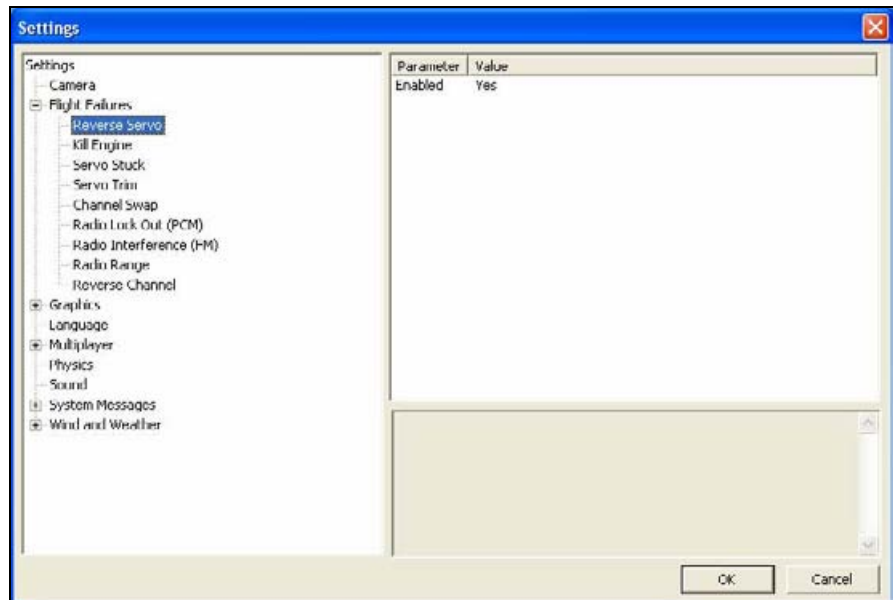 Settings
Settings
Camera
Flight Failures
Reverse Servo
Kill Engine
Servo Stuck
Servo Trim
Channel Swap
Radio Lock Out (PCM)
Radio Interference (FM)
Radio Range
Reverse Channel
Graphics
Language
Multiplayer
Physics
Sound
System Messages
Wind and Weather
Parameter Value
Enabled Yes
OK Cancel